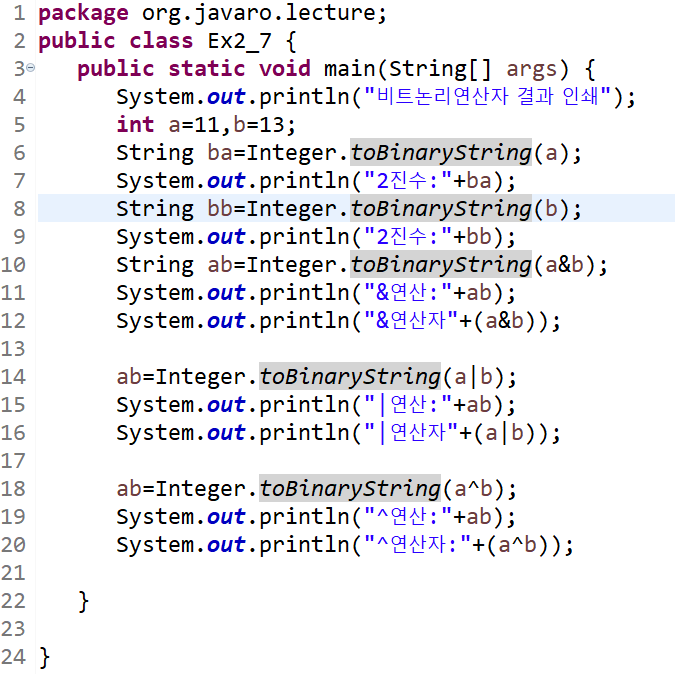 1 package org.javaro.lecture;
2 public class Ex2_7 {
3 public static void main(String[] args) {
4 System.out.println("비트논리연산자 결과 인쇄");
5 int a=11,b=13;
6 String ba=Integer.toBinaryString(a);
7 System.out.println("2진수:"+ba);
8 String bb=Integer.toBinaryString(b);
9 System.out.println("2진수:"+bb);
10 String ab=Integer.toBinaryString(a&b);
11 System.out.println("&연산:"+ab);
12 System.out.println("&연산자"+(a&b));
13
14 ab=Integer.toBinaryString(a|b);
15 System.out.println("|연산:"+ab);
16 System.out.println("|연산자"+(a|b));
17
18 ab=Integer.toBinaryString(a^b);
19 System.out.println("^연산:"+ab);
20 System.out.println("^연산자:"+(a^b));
21
22 }
23
24 }